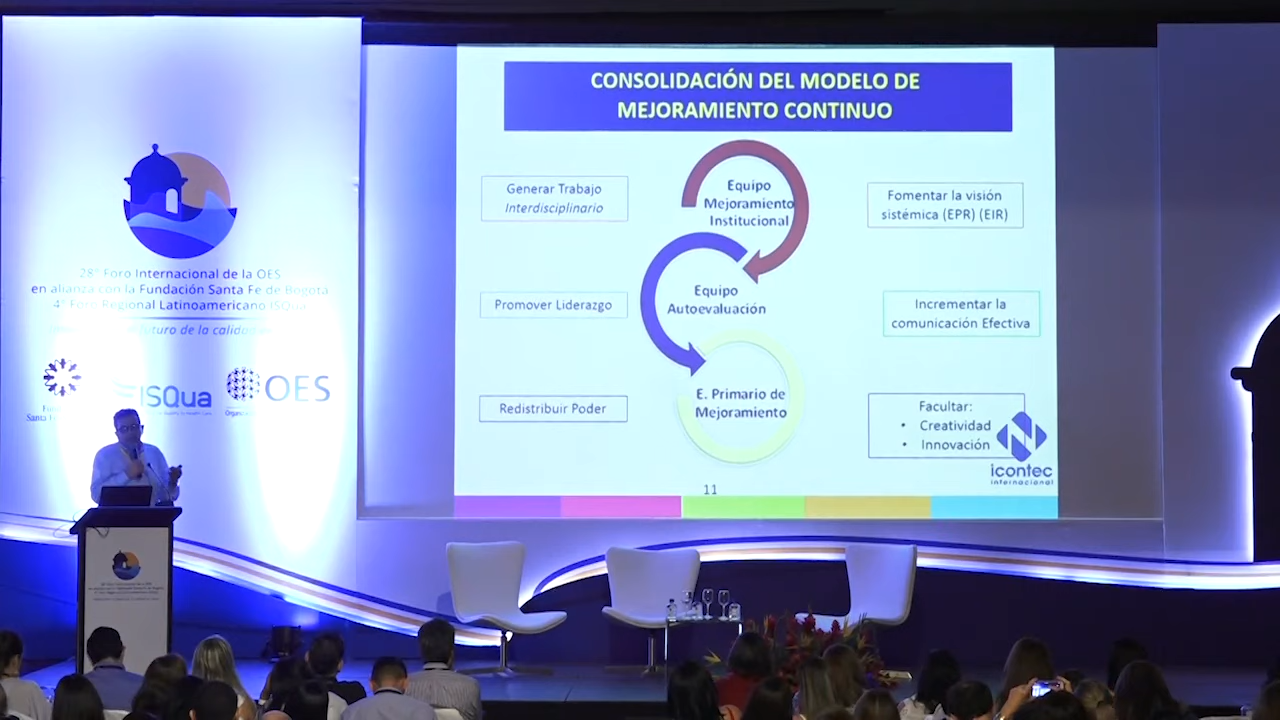 28° Foro Internacional de la OES
en alianza con la Fundación Santa Fe de Bogotá
4° Foro Regional Latinoamericano ISQua
futuro de la calidad
ISQua
OES
CONSOLIDACIÓN DEL MODELO DE
MEJORAMIENTO CONTINUO
Generar Trabajo
Interdisciplinario
Promover Liderazgo
Redistribuir Poder
Equipo
Mejoramiento
Institucional
Equipo
Autoevaluación
E. Primario de
Mejoramiento
Fomentar la visión
sistémica (EPR) (EIR)
Incrementar la
comunicación Efectiva
Facultar:
• Creatividad
• Innovación
icontec
internacional
11